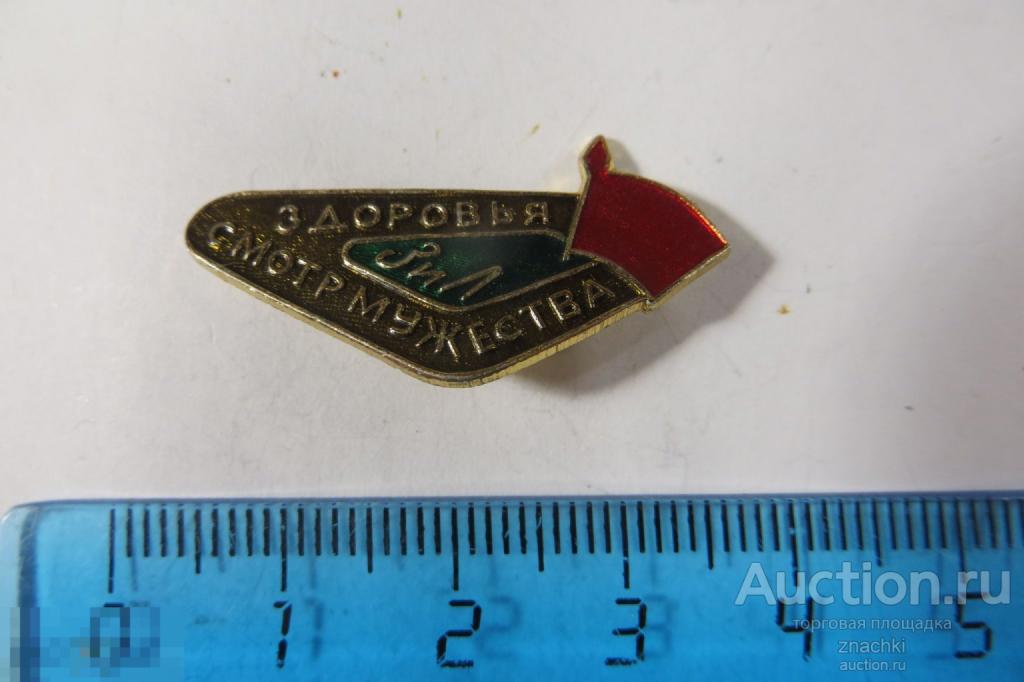 ЗДОРОВЬЯ
ЗиЛ
СМОТР МУЖЕСТВА
0 1 2 3 4 5
Auction.ru
торговая площадка
znachki
auction.ru